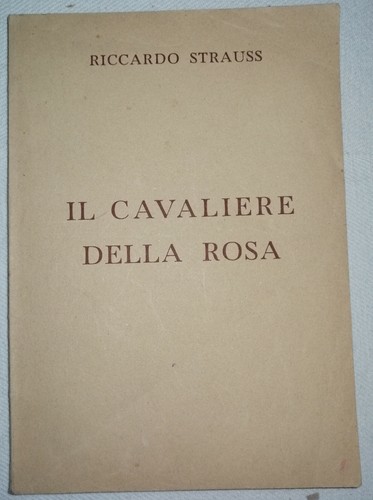 RICCARDO STRAUSS
IL CAVALIERE
DELLA ROSA